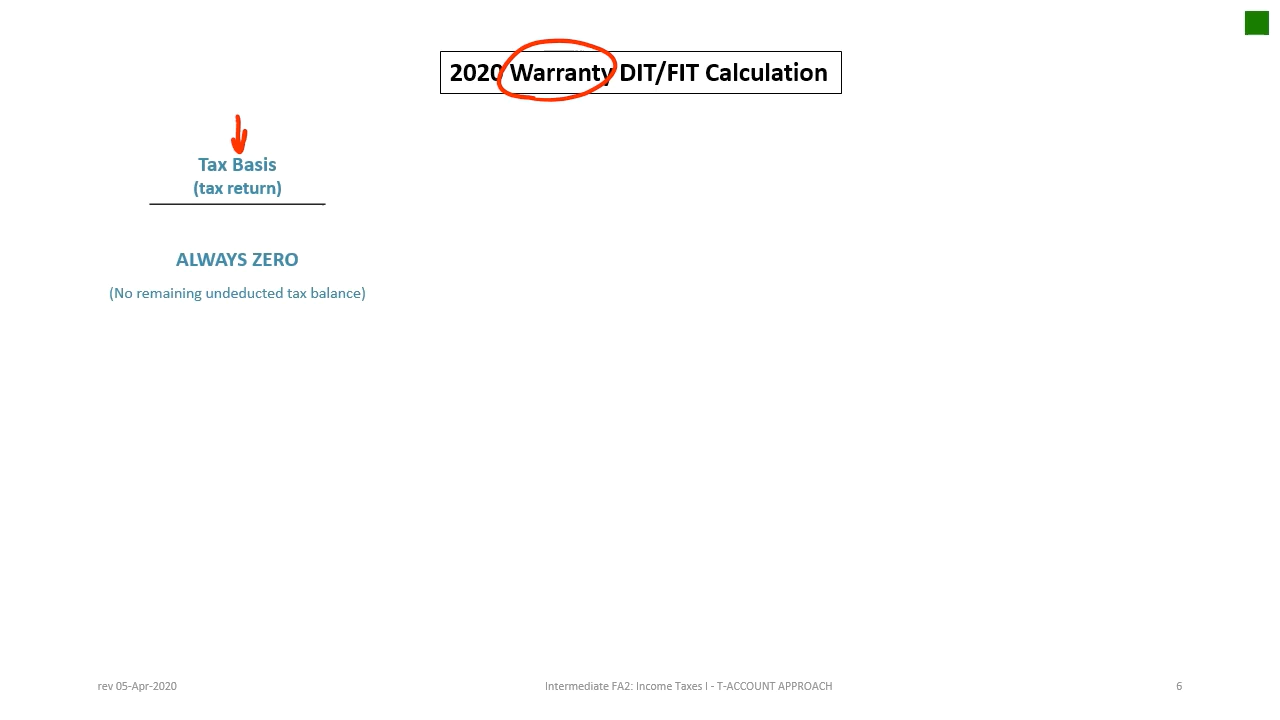 2020 Warranty DIT/FIT Calculation
Tax Basis
(tax return)
ALWAYS ZERO
(No remaining undeducted tax balance)
rev 05-Apr-2020 Intermediate FA2: Income Taxes I - T-ACCOUNT APPROACH 6